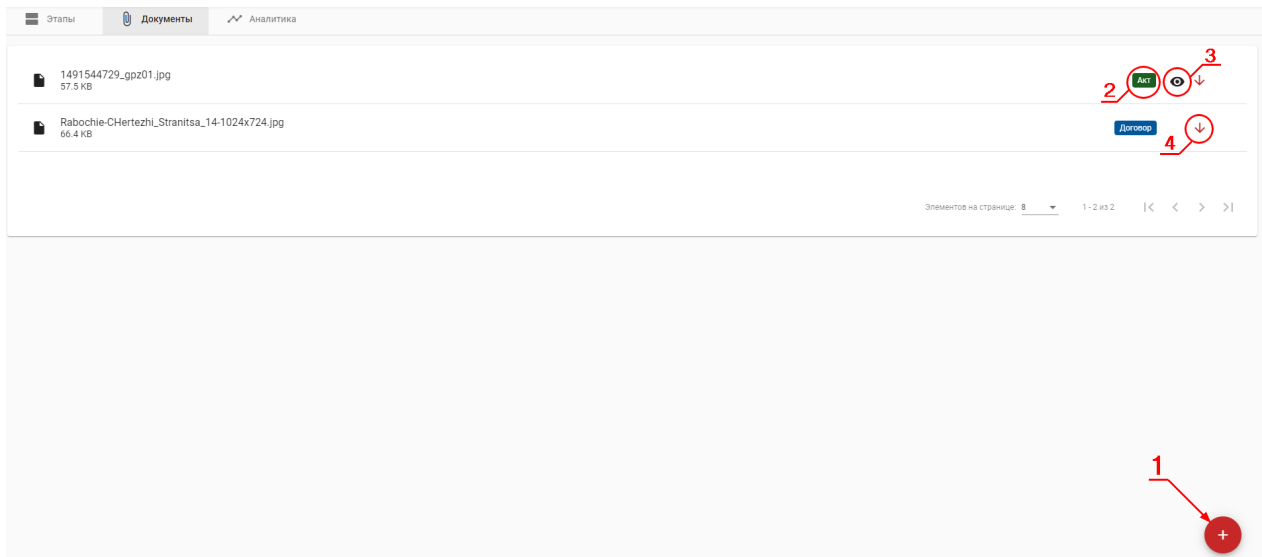 Этапы Документы Аналитика
3
1491544729_gpz01.jpg Акт
57.5 KB
2
Rabochie-CHertezhi_Stranitsa_14-1024x724.jpg Договор
66.4 KB
4
Элементов на странице: 8 1 - 2 из 2
1